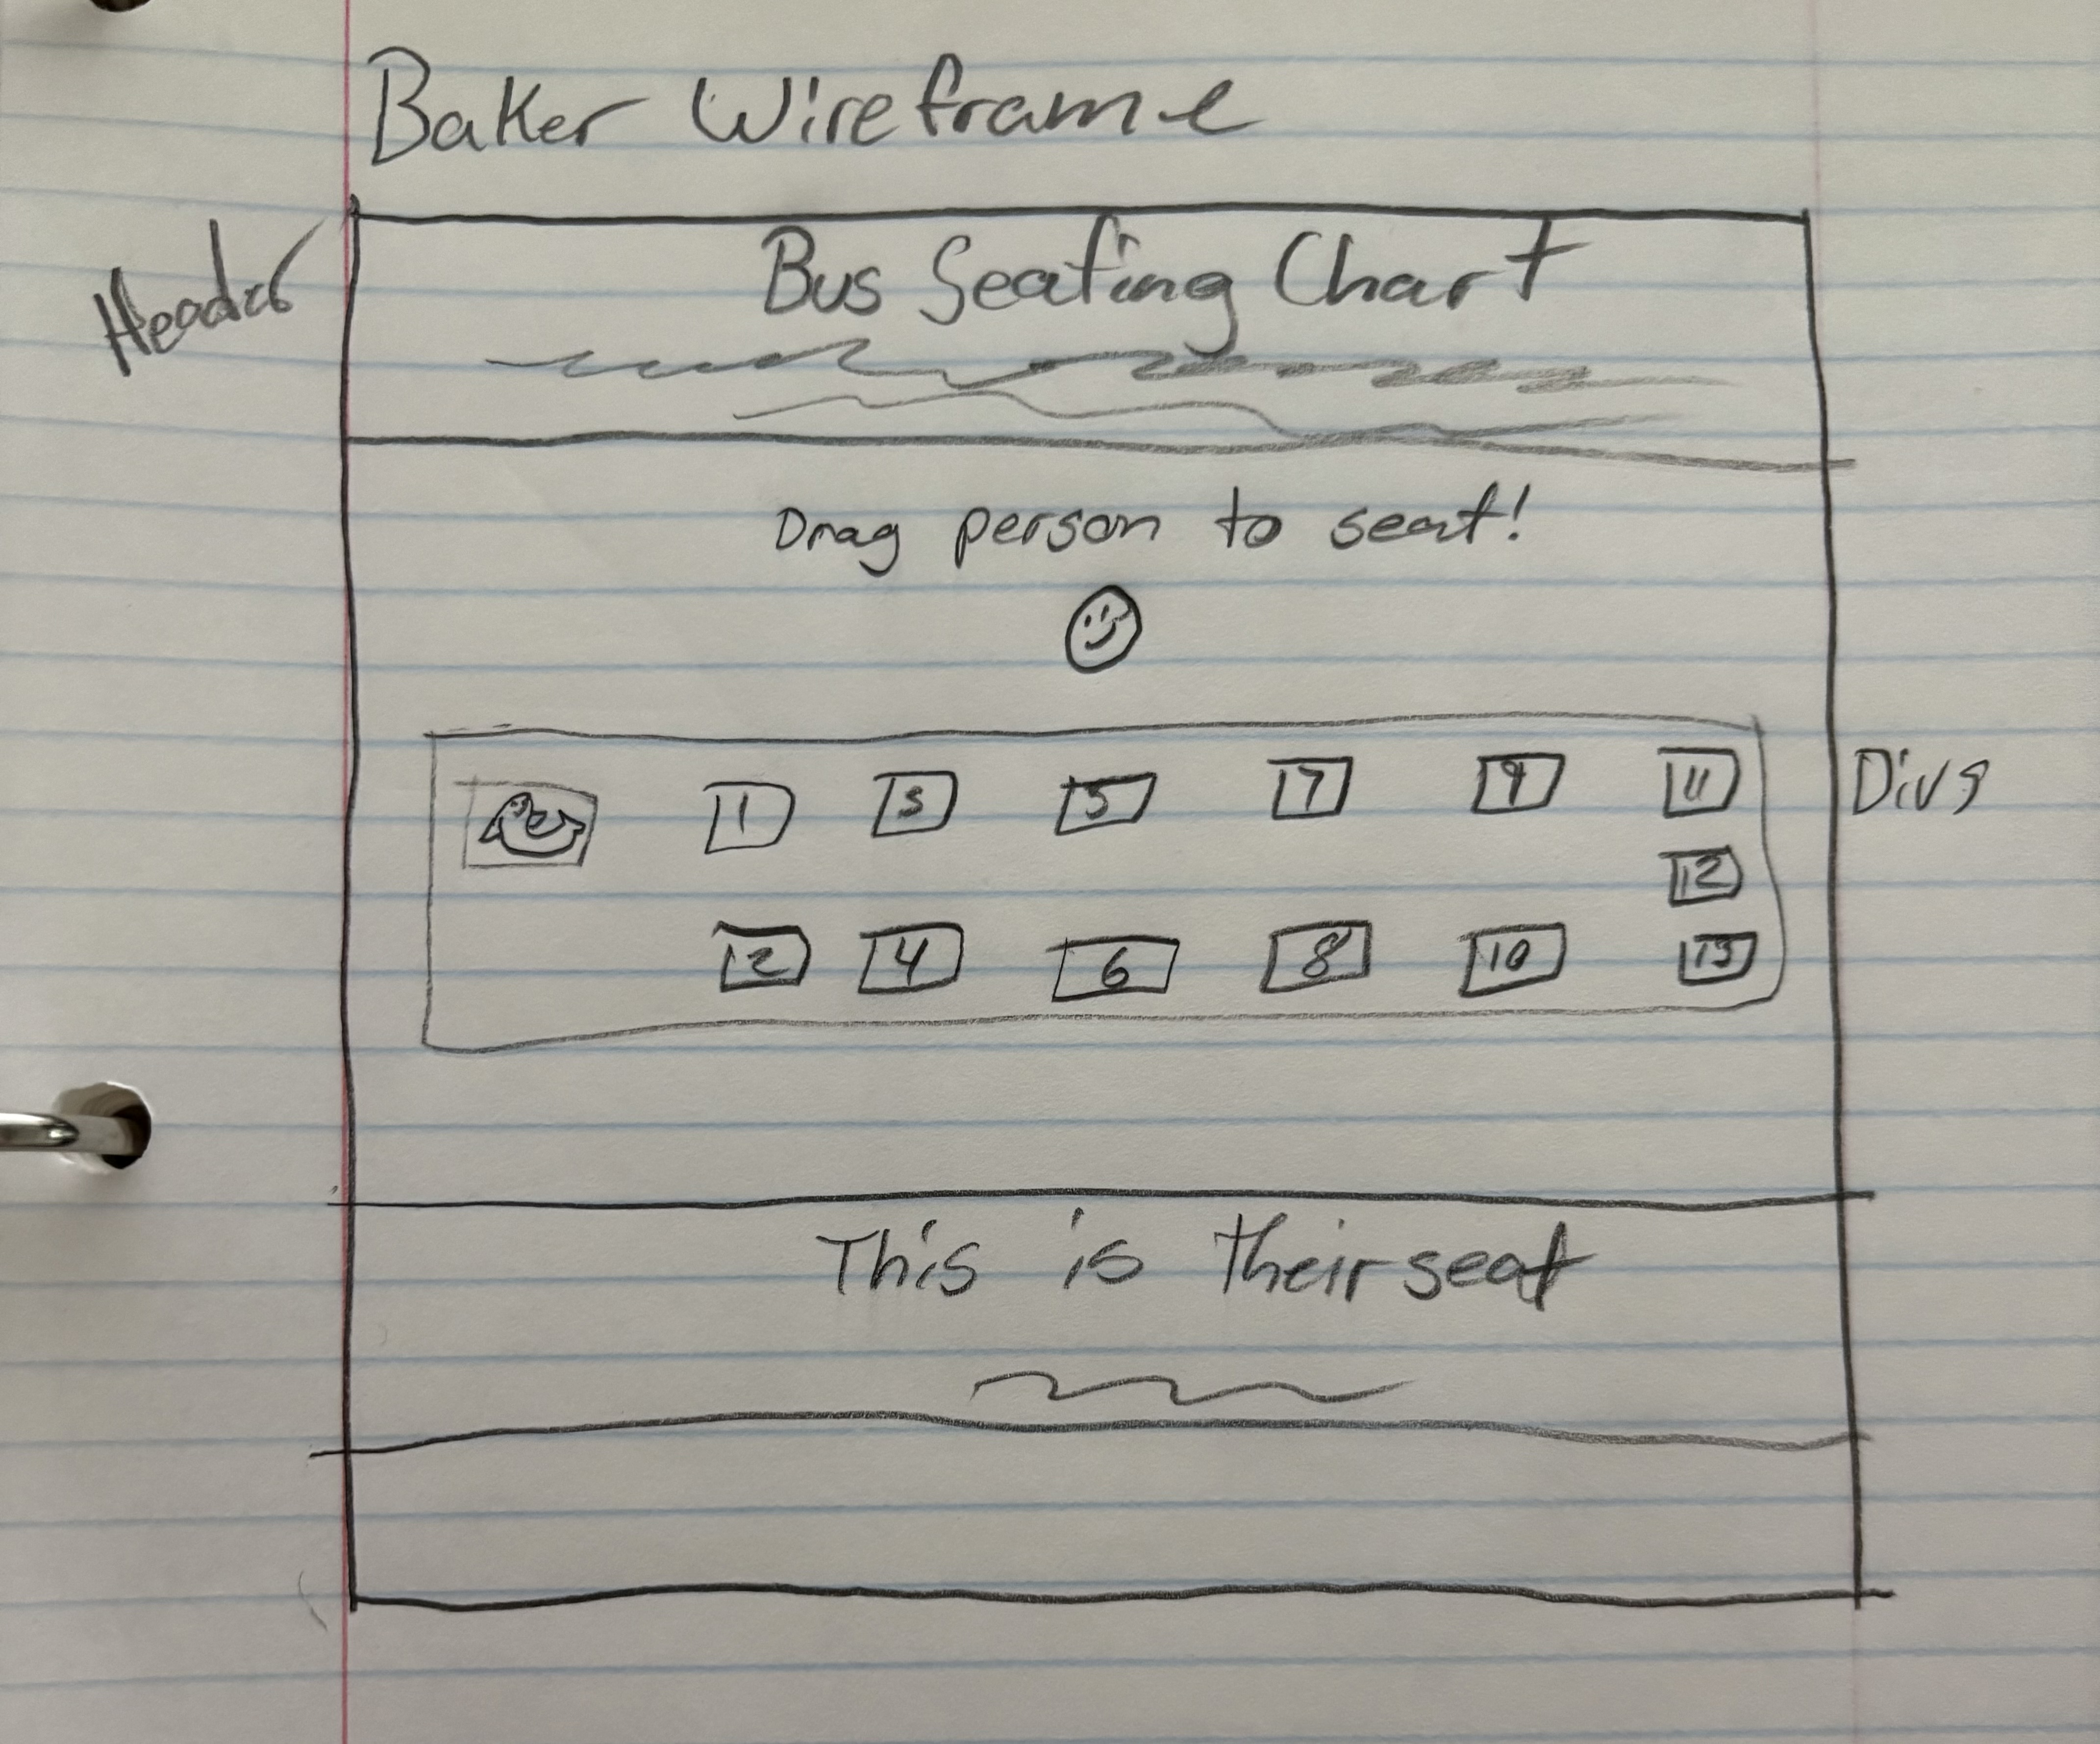 Baker Wireframe
Header
Bus Seating Chart
Drag person to seat!
1 3 5 7 9 11
Divs
12
2 4 6 8 10 13
This is their seat